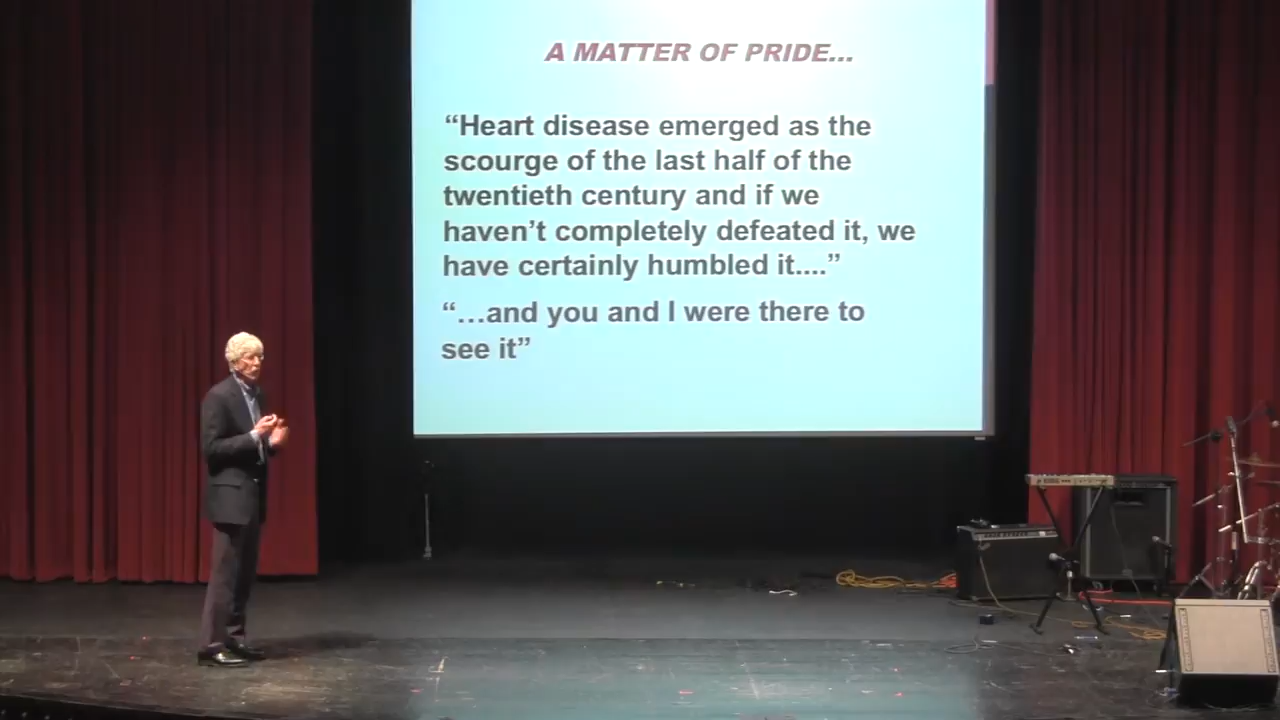 A MATTER OF PRIDE...
“Heart disease emerged as the
scourge of the last half of the
twentieth century and if we
haven’t completely defeated it, we
have certainly humbled it....”
“…and you and I were there to
see it”